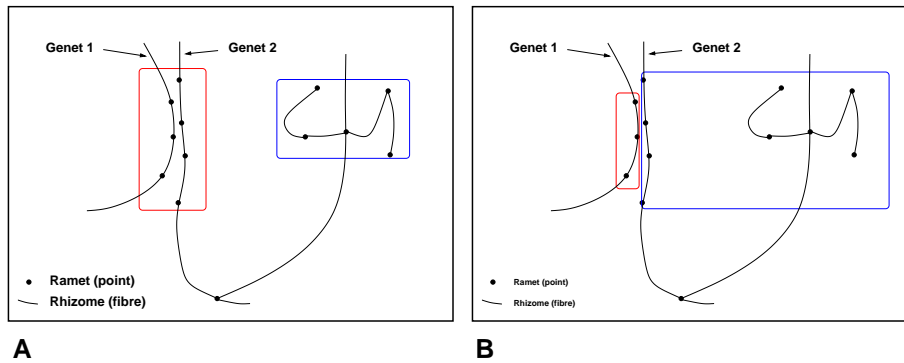 Genet 1
Genet 2
Ramet (point)
Rhizome (fibre)
A
Genet 1
Genet 2
Ramet (point)
Rhizome (fibre)
B